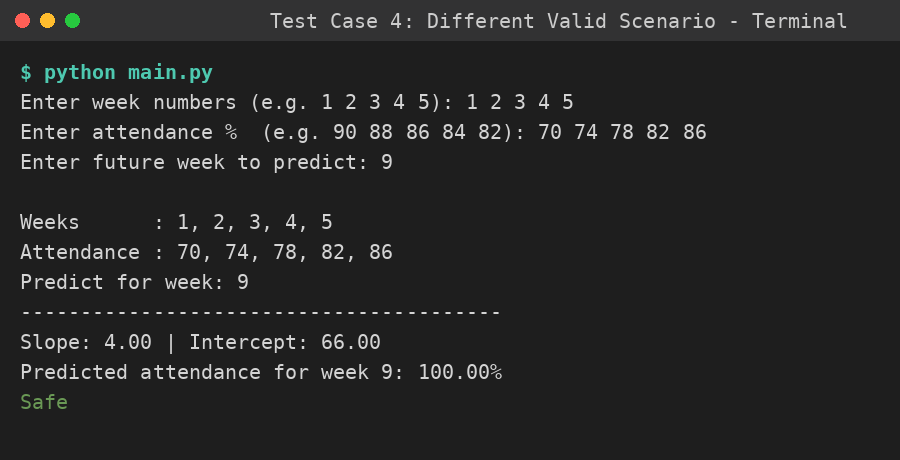 Test Case 4: Different Valid Scenario - Terminal
$ python main.py
Enter week numbers (e.g. 1 2 3 4 5): 1 2 3 4 5
Enter attendance %  (e.g. 90 88 86 84 82): 70 74 78 82 86
Enter future week to predict: 9
Weeks      : 1, 2, 3, 4, 5
Attendance : 70, 74, 78, 82, 86
Predict for week: 9
----------------------------------------
Slope: 4.00 | Intercept: 66.00
Predicted attendance for week 9: 100.00%
Safe